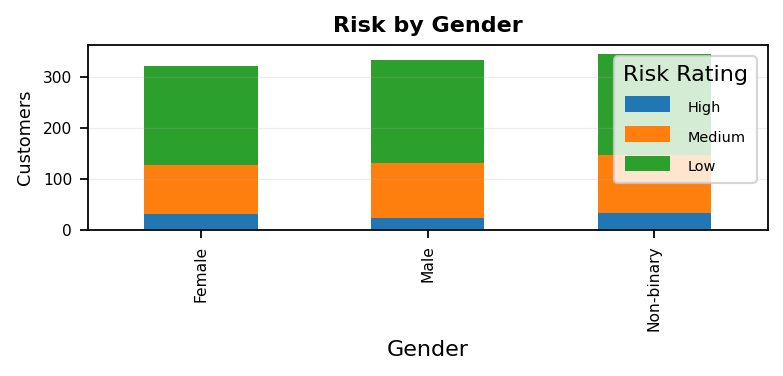 Risk by Gender
Customers
300
200
100
0
Risk Rating
High
Medium
Low
Female
Male
Non-binary
Gender